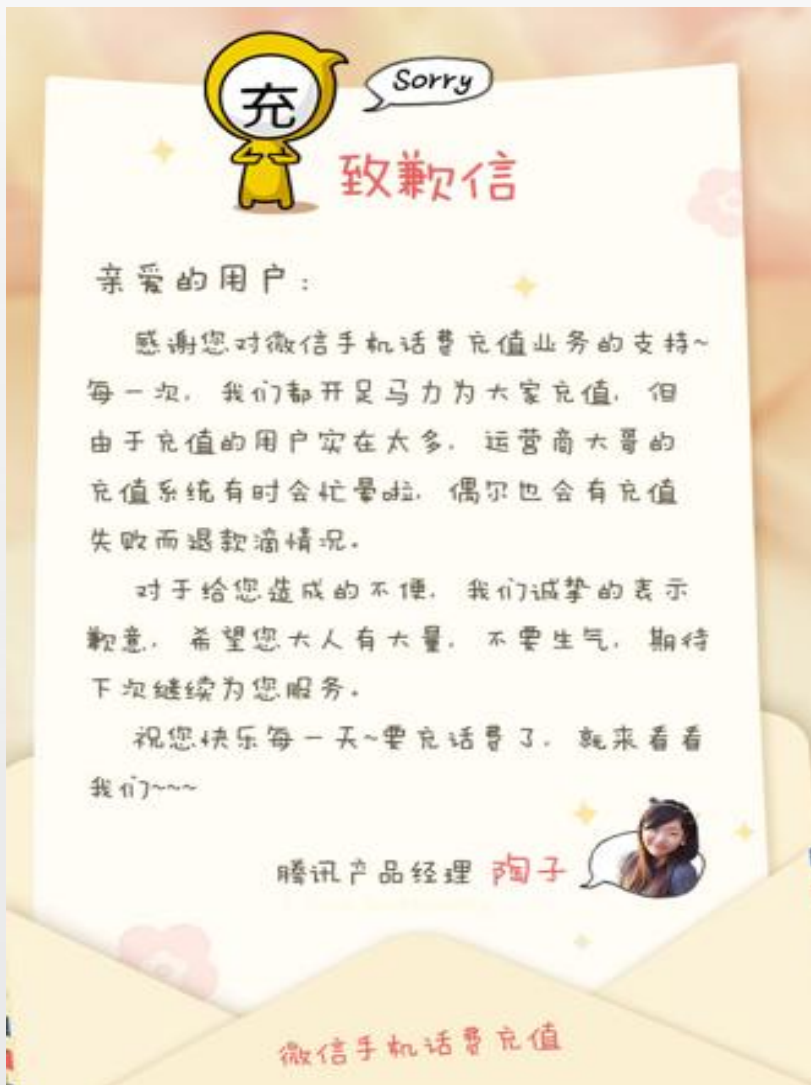 充
Sorry
致歉信
亲爱的用户：
感谢您对微信手机话费充值业务的支持~
每一次，我们都开足马力为大家充值，但
由于充值的用户实在太多，运营商大哥的
充值系统有时会忙晕啦，偶尔也会有充值
失败而退款滴情况。
对于给您造成的不便，我们诚挚的表示
歉意，希望您大人有大量，不要生气，期待
下次继续为您服务。
祝您快乐每一天~要充话费了，就来看看
我们~~~
腾讯产品经理 陶子
微信手机话费充值